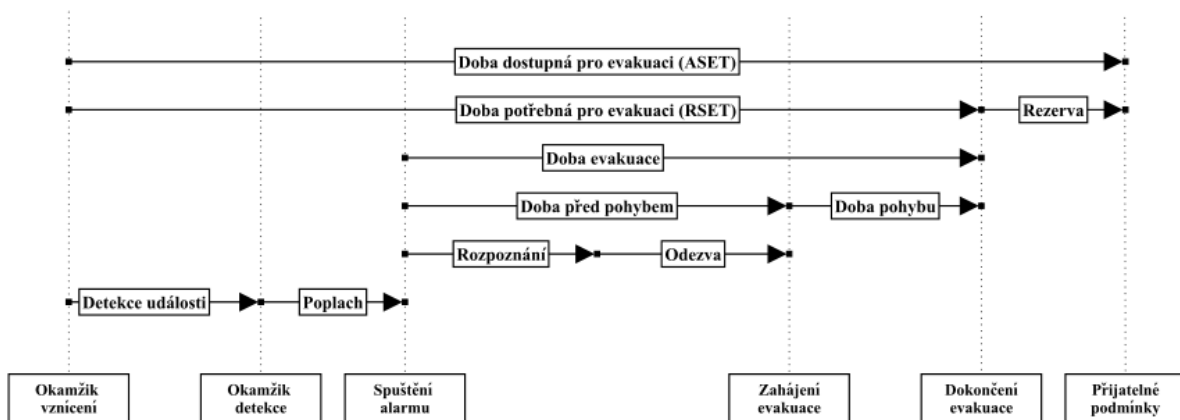 Doba dostupná pro evakuaci (ASET)
Doba potřebná pro evakuaci (RSET)
Rezerva
Doba evakuace
Doba před pohybem
Doba pohybu
Rozpoznání
Odezva
Detekce události
Poplach
Okamžik
vznícení
Okamžik
detekce
Spuštění
alarmu
Zahájení
evakuace
Dokončení
evakuace
Přijatelné
podmínky